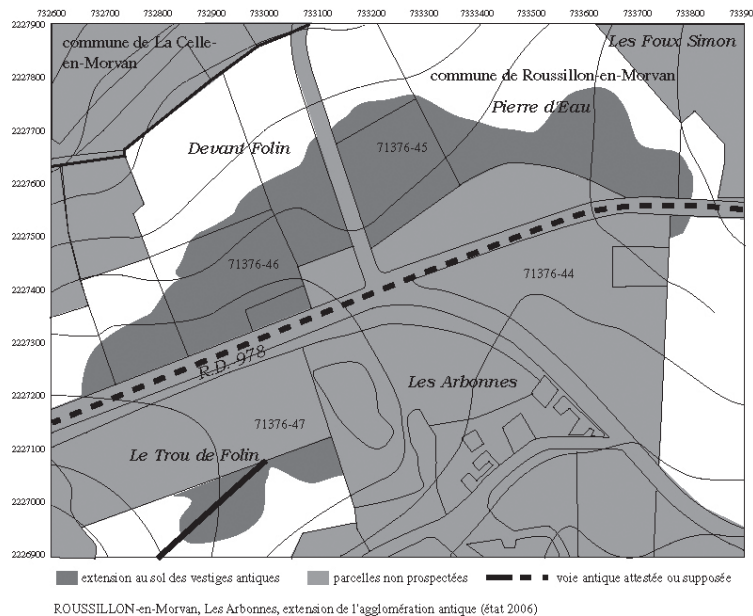 732600 732700 732800 732900 733000 733100 733200 733300 733400 733500 733600 733700 733800 73390
2227900
commune de La Celle-
en-Morvan
Les Foux Simon
2227800
commune de Roussillon-en-Morvan
Pierre d'Eau
2227700
Devant Folin
71376-45
2227600
2227500
71376-46
71376-44
2227400
2227300
R.D. 978
Les Arbonnes
2227200
71376-47
2227100
Le Trou de Folin
2227000
2226900
extension au sol des vestiges antiques
parcelles non prospectées
voie antique attestée ou supposée
ROUSSILLON-en-Morvan, Les Arbonnes, extension de l'agglomération antique (état 2006)